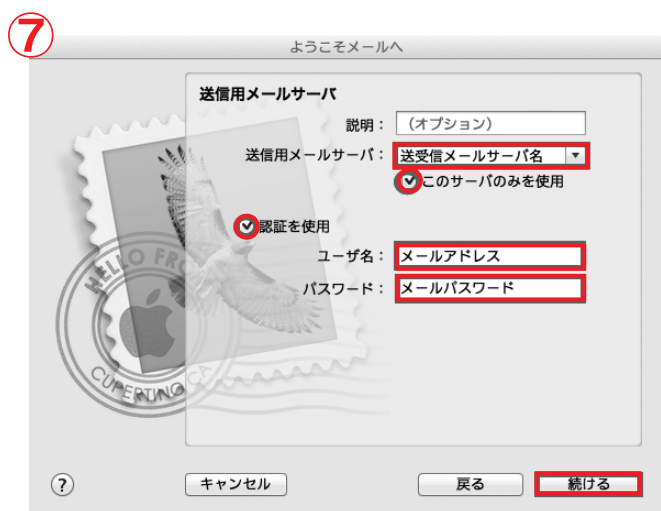 ⑦
ようこそメールへ
送信用メールサーバ
説明： （オプション）
送信用メールサーバ： 送受信メールサーバ名
このサーバのみを使用
認証を使用
ユーザ名： メールアドレス
パスワード： メールパスワード
HELLO FRO
CUPERTINO CA
? キャンセル 戻る 続ける